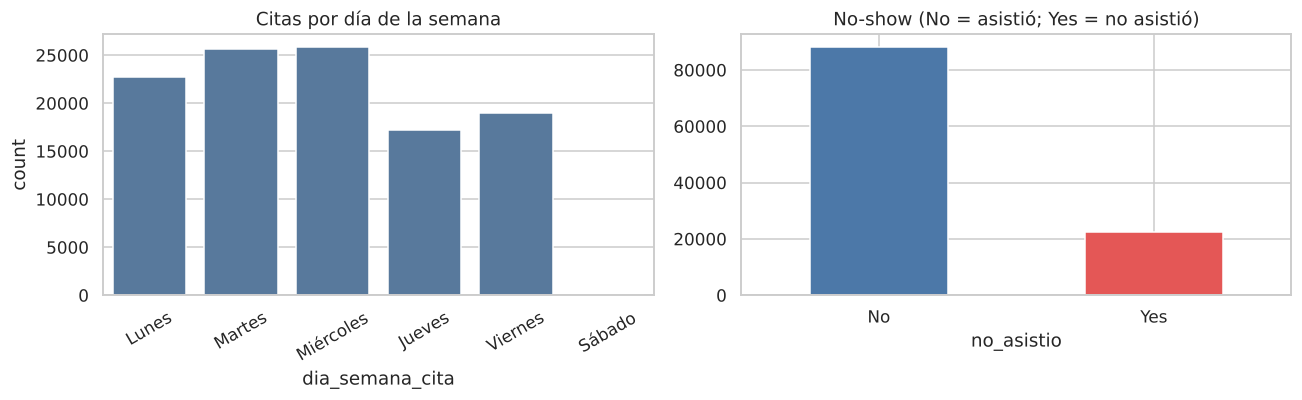 Citas por día de la semana
count
25000
20000
15000
10000
5000
0
Lunes
Martes
Miércoles
Jueves
Viernes
Sábado
dia_semana_cita
No-show (No = asistió; Yes = no asistió)
80000
60000
40000
20000
0
No
Yes
no_asistio